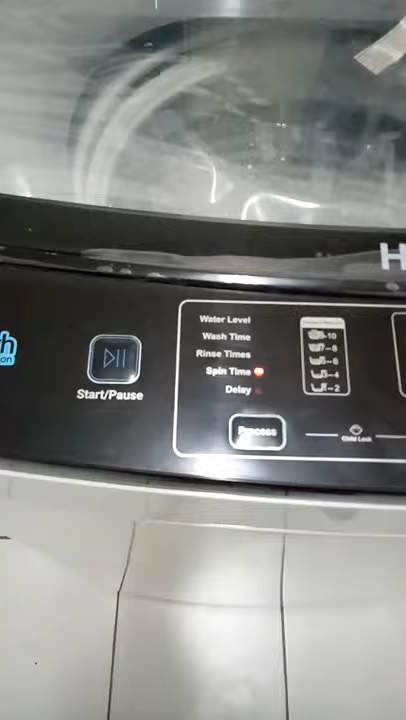 H
h
on
Start/Pause
Water Level
Wash Time
Rinse Times
Spin Time
Delay
Process
10
8
6
4
2
Child Lock